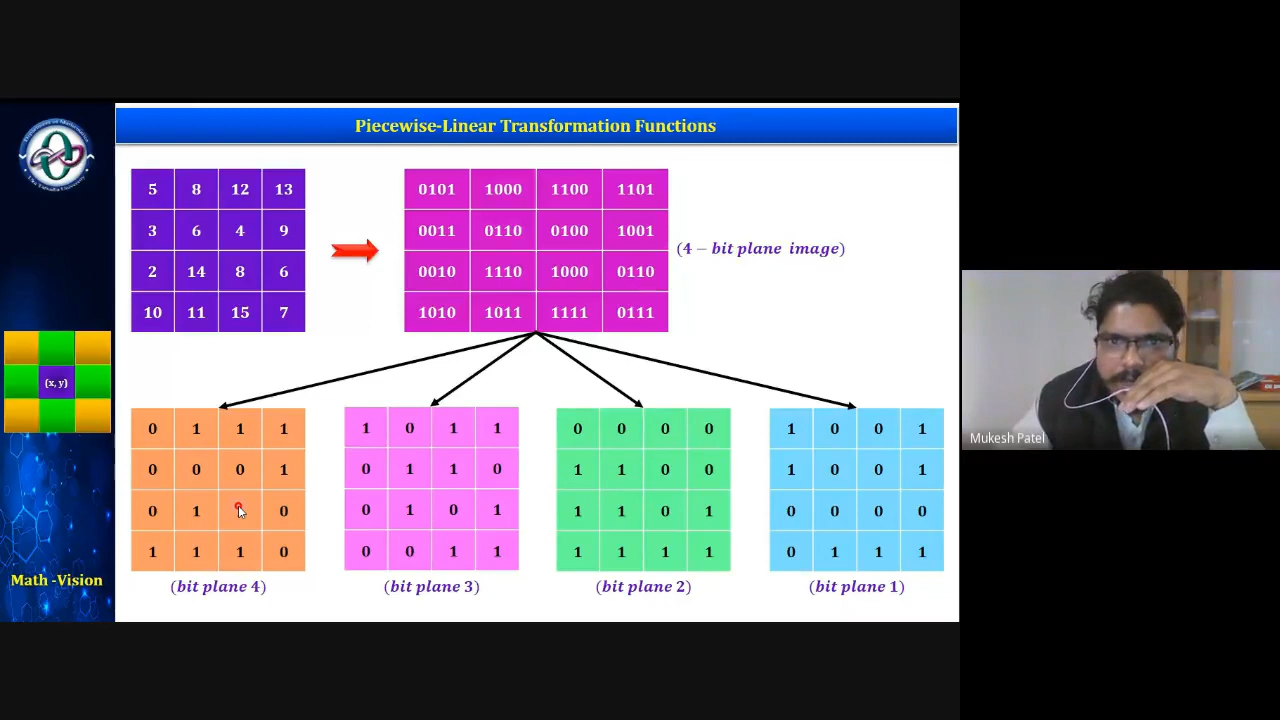 Piecewise-Linear Transformation Functions
5 8 12 13
3 6 4 9
2 14 8 6
10 11 15 7
0101 1000 1100 1101
0011 0110 0100 1001
0010 1110 1000 0110
1010 1011 1111 0111
(4 − bit plane image)
(x, y)
Math -Vision
0 1 1 1
0 0 0 1
0 1 0
1 1 1 0
(bit plane 4)
1 0 1 1
0 1 1 0
0 1 0 1
0 0 1 1
(bit plane 3)
0 0 0 0
1 1 0 0
1 1 0 1
1 1 1 1
(bit plane 2)
1 0 0 1
1 0 0 1
0 0 0 0
0 1 1 1
(bit plane 1)
Mukesh Patel